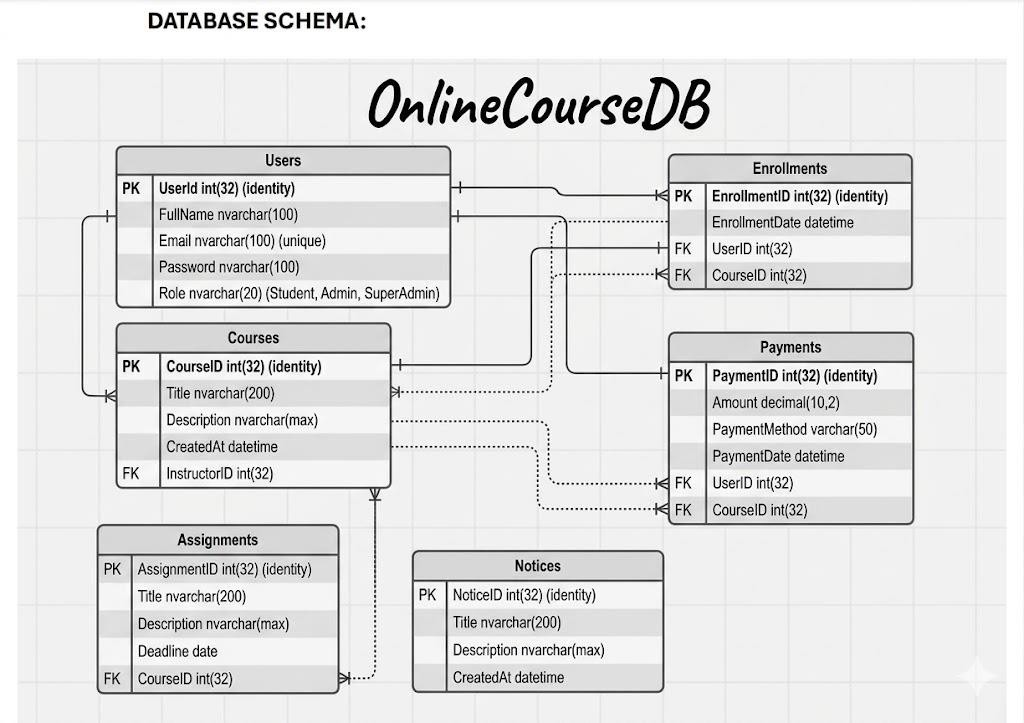 DATABASE SCHEMA:
OnlineCourseDB
Users
PK UserId int(32) (identity)
FullName nvarchar(100)
Email nvarchar(100) (unique)
Password nvarchar(100)
Role nvarchar(20) (Student, Admin, SuperAdmin)
Enrollments
PK EnrollmentID int(32) (identity)
EnrollmentDate datetime
FK UserID int(32)
FK CourseID int(32)
Courses
PK CourseID int(32) (identity)
Title nvarchar(200)
Description nvarchar(max)
CreatedAt datetime
FK InstructorID int(32)
Payments
PK PaymentID int(32) (identity)
Amount decimal(10,2)
PaymentMethod varchar(50)
PaymentDate datetime
FK UserID int(32)
FK CourseID int(32)
Assignments
PK AssignmentID int(32) (identity)
Title nvarchar(200)
Description nvarchar(max)
Deadline date
FK CourseID int(32)
Notices
PK NoticeID int(32) (identity)
Title nvarchar(200)
Description nvarchar(max)
CreatedAt datetime